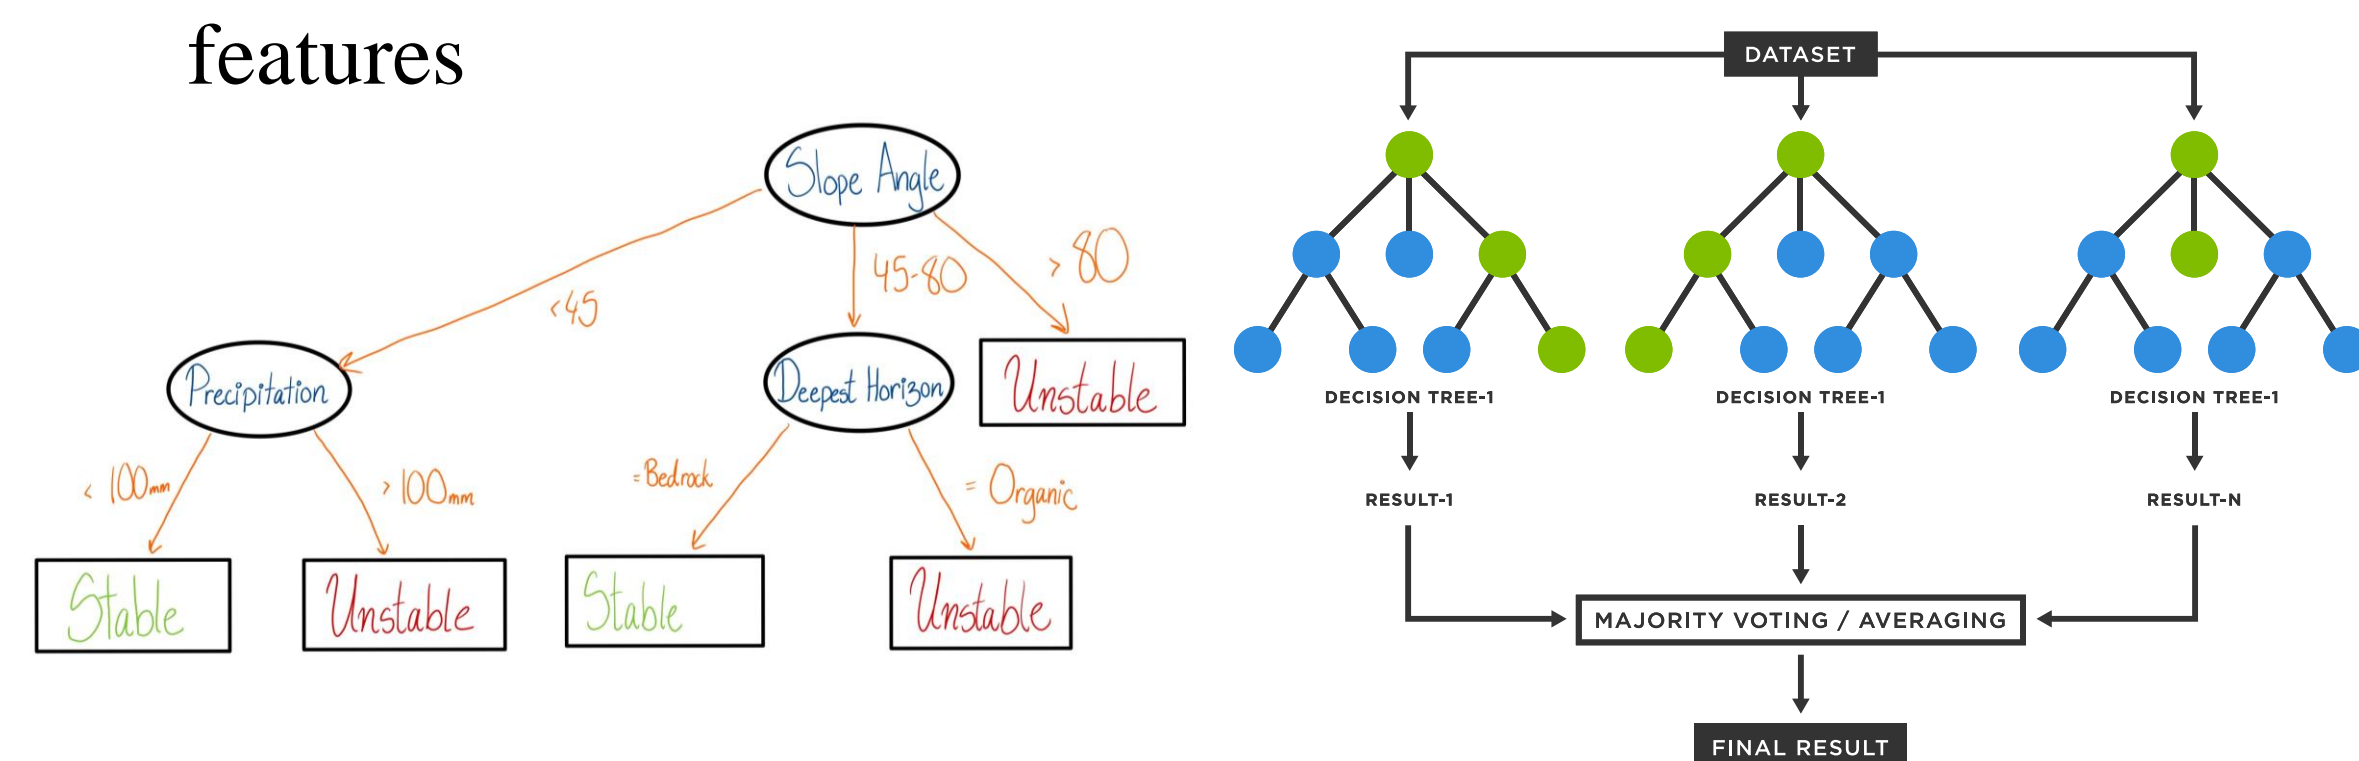 features
Slope Angle
<45
45-80
> 80
Precipitation
Deepest Horizon
Unstable
< 100mm
> 100mm
= Bedrock
= Organic
Stable
Unstable
Stable
Unstable
DATASET
DECISION TREE-1
DECISION TREE-1
DECISION TREE-1
RESULT-1
RESULT-2
RESULT-N
MAJORITY VOTING / AVERAGING
FINAL RESULT